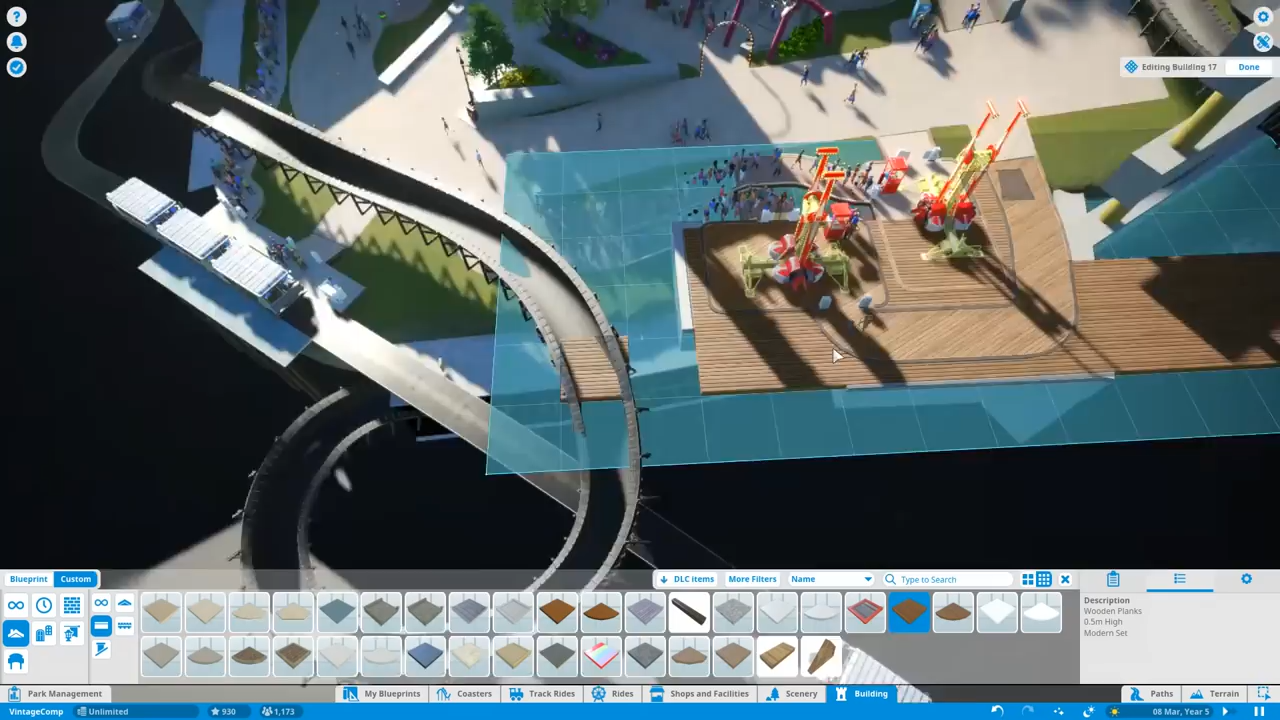 Editing Building 17
Done
Blueprint
Custom
DLC items
More Filters
Name
Type to Search
Description
Wooden Planks
0.5m High
Modern Set
Park Management
My Blueprints
Coasters
Track Rides
Rides
Shops and Facilities
Scenery
Building
Paths
Terrain
VintageComp
Unlimited
930
1,173
08 Mar, Year 5